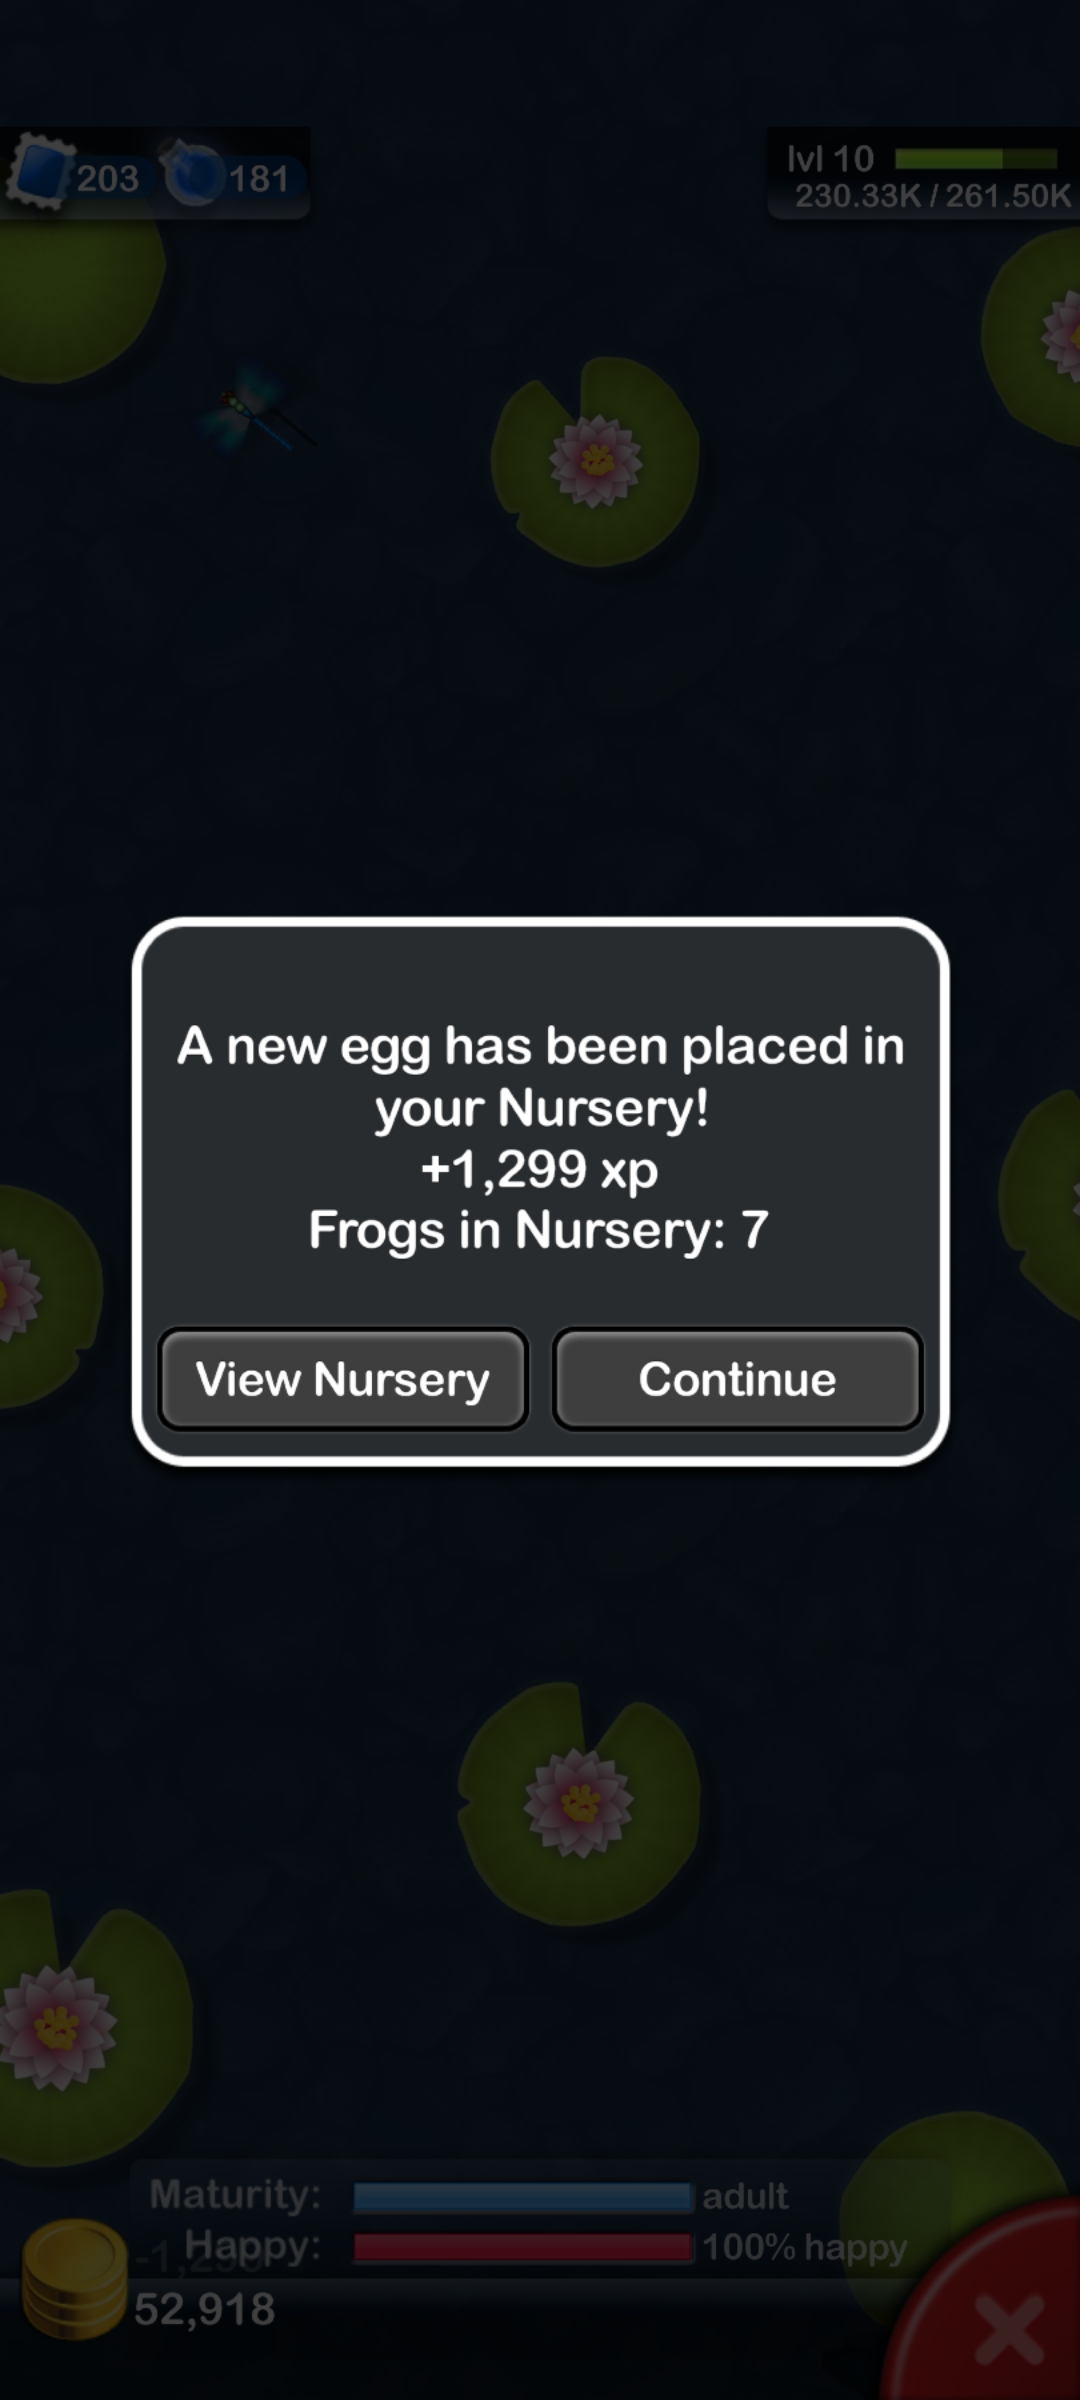 203 181
lvl 10
230.33K / 261.50K
A new egg has been placed in
your Nursery!
+1,299 xp
Frogs in Nursery: 7
View Nursery Continue
Maturity: adult
Happy: 100% happy
52,918